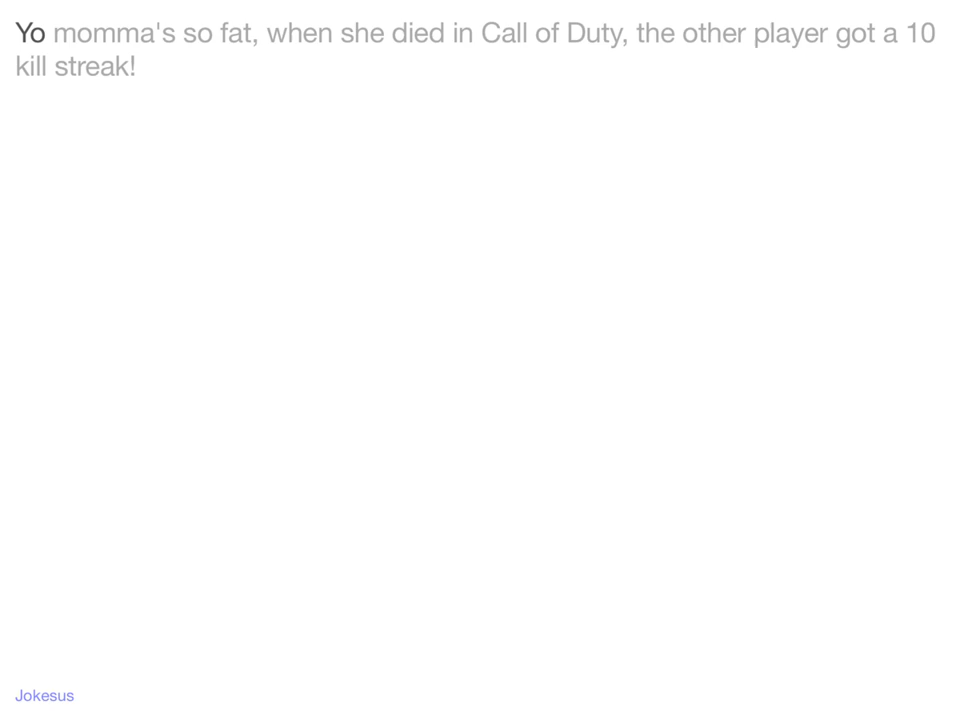 Yo momma's so fat, when she died in Call of Duty, the other player got a 10
kill streak!
Jokesus